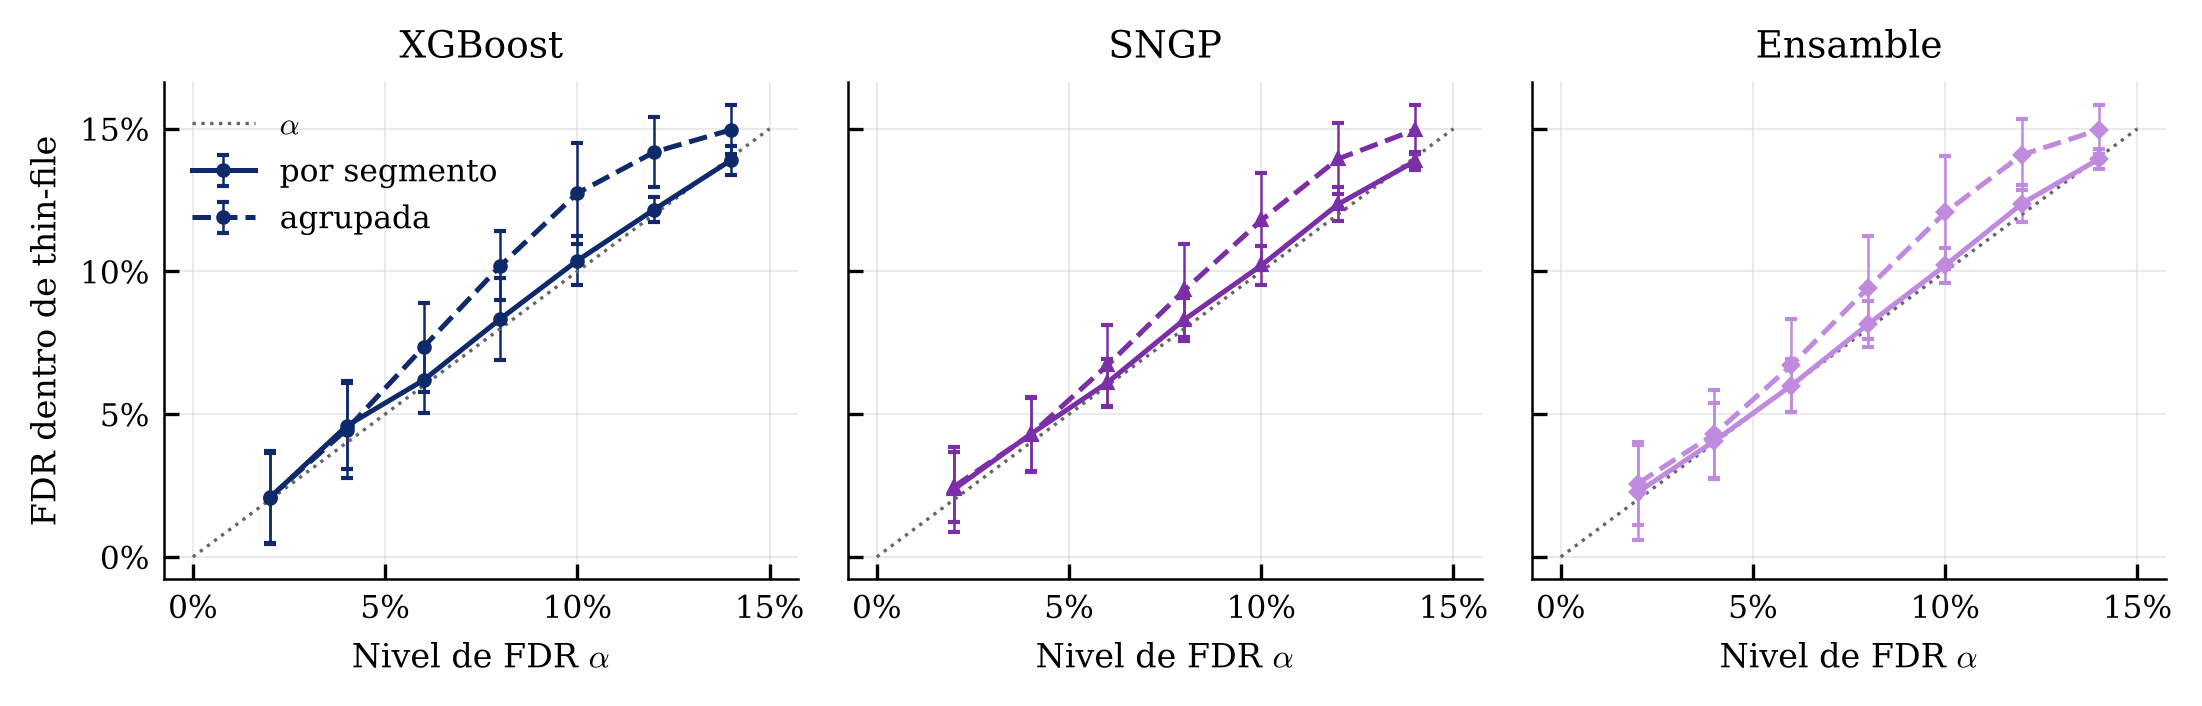 XGBoost
SNGP
Ensamble
FDR dentro de thin-file
15%
10%
5%
0%
α
por segmento
agrupada
0% 5% 10% 15%
0% 5% 10% 15%
0% 5% 10% 15%
Nivel de FDR α
Nivel de FDR α
Nivel de FDR α